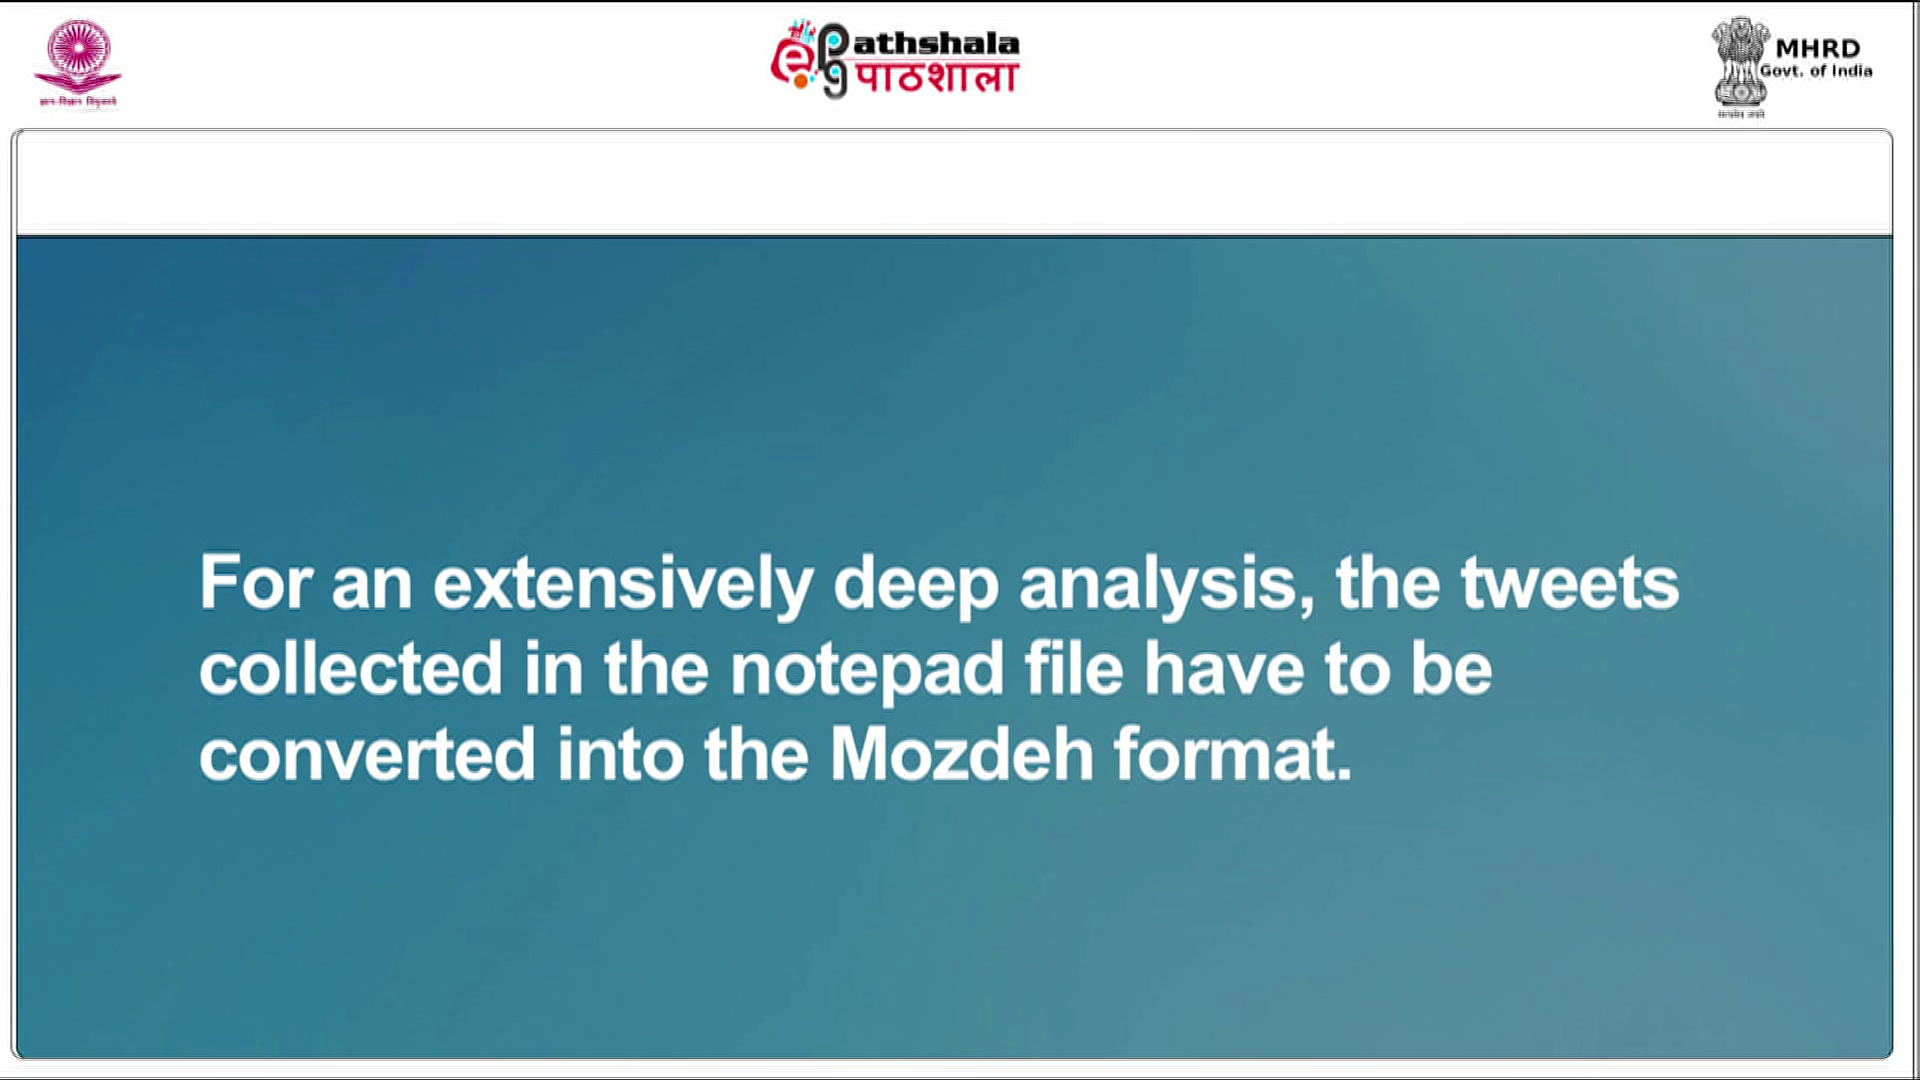 ePGathshala
पाठशाला
MHRD
Govt. of India
For an extensively deep analysis, the tweets
collected in the notepad file have to be
converted into the Mozdeh format.